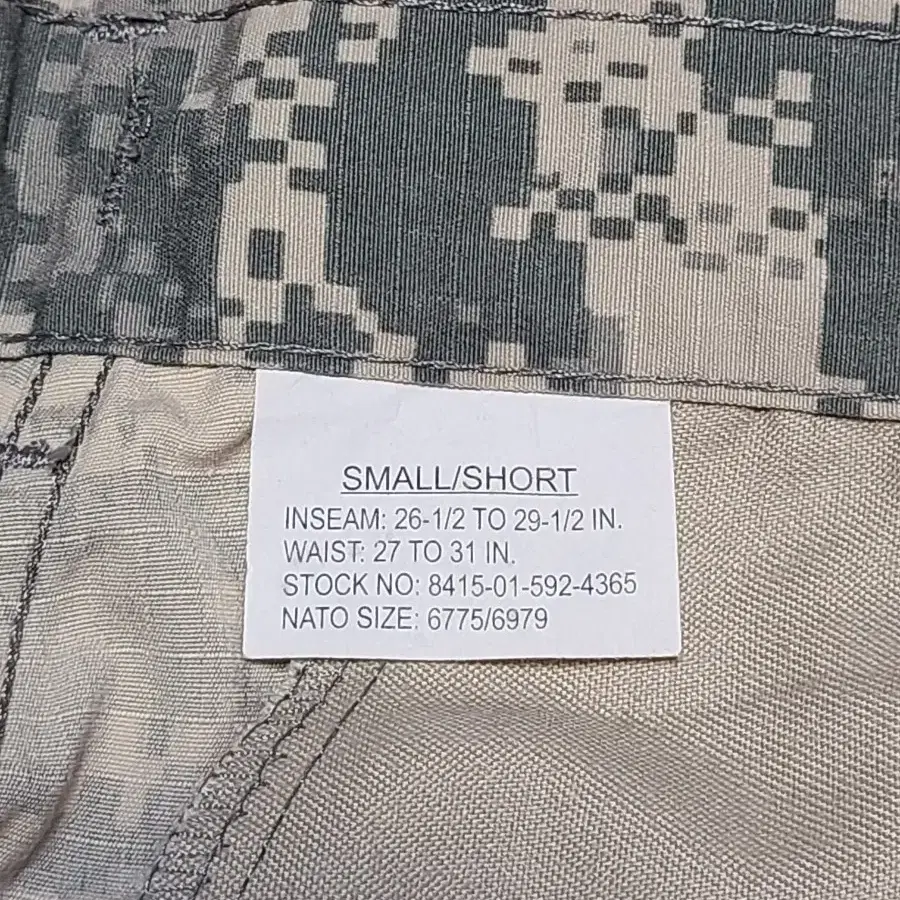 SMALL/SHORT
INSEAM: 26-1/2 TO 29-1/2 IN.
WAIST: 27 TO 31 IN.
STOCK NO: 8415-01-592-4365
NATO SIZE: 6775/6979